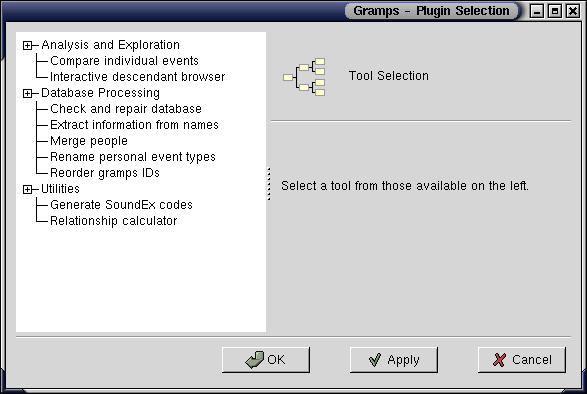 Gramps - Plugin Selection
Analysis and Exploration
Compare individual events
Interactive descendant browser
Database Processing
Check and repair database
Extract information from names
Merge people
Rename personal event types
Reorder gramps IDs
Utilities
Generate SoundEx codes
Relationship calculator
Tool Selection
Select a tool from those available on the left.
OK
Apply
Cancel